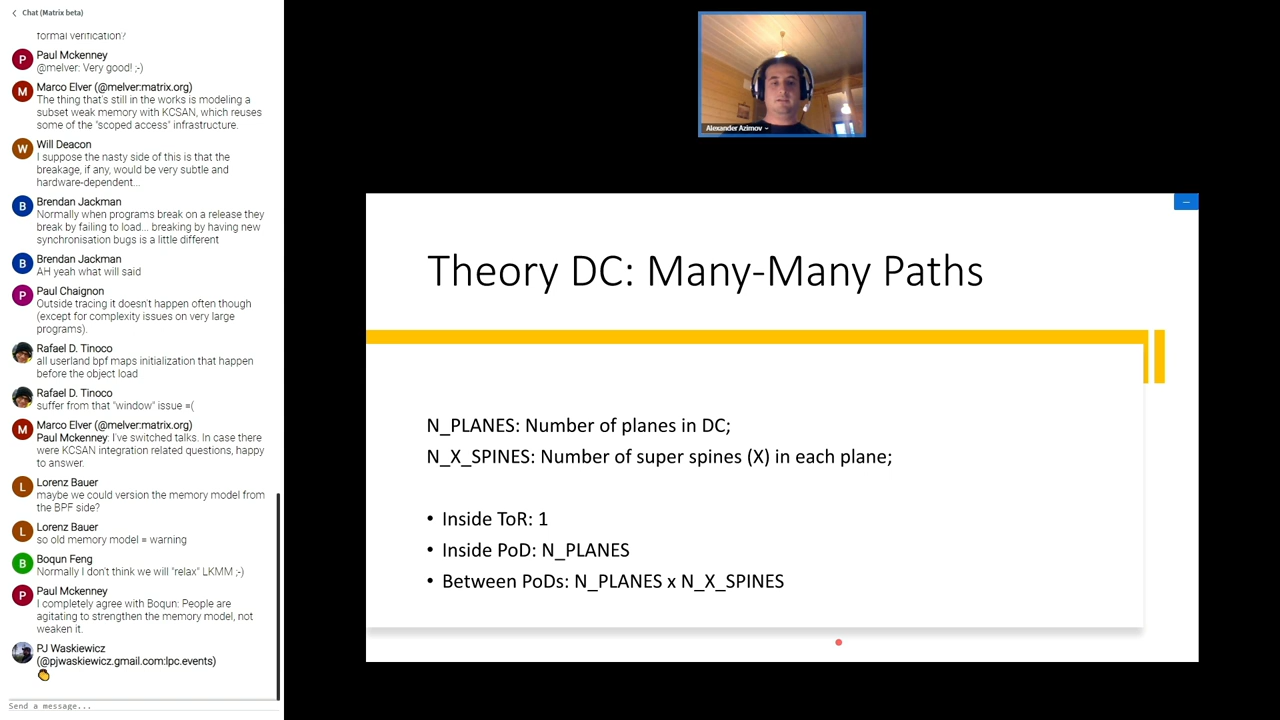 Chat (Matrix beta)
formal verification?
Paul Mckenney
@melver: Very good! ;-)
Marco Elver (@melver:matrix.org)
The thing that's still in the works is modeling a
subset weak memory with KCSAN, which reuses
some of the "scoped access" infrastructure.
Will Deacon
I suppose the nasty side of this is that the
breakage, if any, would be very subtle and
hardware-dependent...
Brendan Jackman
Normally when programs break on a release they
break by failing to load... breaking by having new
synchronisation bugs is a little different
Brendan Jackman
AH yeah what will said
Paul Chaignon
Outside tracing it doesn't happen often though
(except for complexity issues on very large
programs).
Rafael D. Tinoco
all userland bpf maps initialization that happen
before the object load
Rafael D. Tinoco
suffer from that "window" issue =(
Marco Elver (@melver:matrix.org)
Paul Mckenney: I've switched talks. In case there
were KCSAN integration related questions, happy
to answer.
Lorenz Bauer
maybe we could version the memory model from
the BPF side?
Lorenz Bauer
so old memory model = warning
Boqun Feng
Normally I don't think we will "relax" LKMM ;-)
Paul Mckenney
I completely agree with Boqun: People are
agitating to strengthen the memory model, not
weaken it.
PJ Waskiewicz
(@pjwaskiewicz.gmail.com:lpc.events)
👏
Send a message...
P
M
W
B
B
P
M
L
L
B
P
Alexander Azimov
Theory DC: Many-Many Paths
N_PLANES: Number of planes in DC;
N_X_SPINES: Number of super spines (X) in each plane;
• Inside ToR: 1
• Inside PoD: N_PLANES
• Between PoDs: N_PLANES x N_X_SPINES